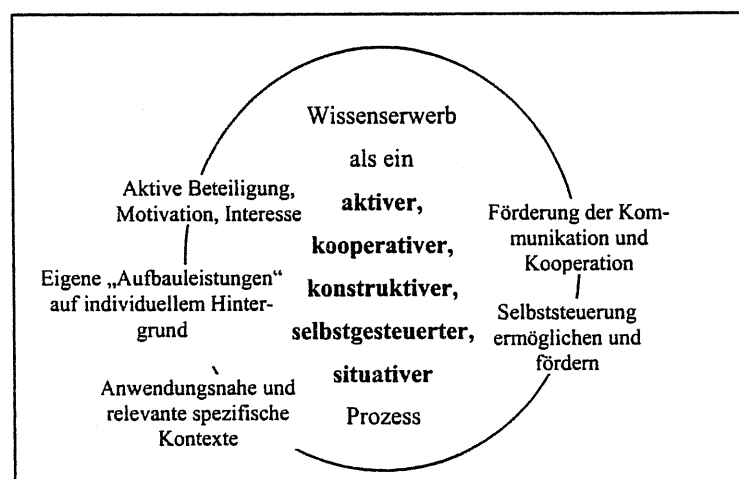 Wissenserwerb
als ein
aktiver,
kooperativer,
konstruktiver,
selbstgesteuerter,
situativer
Prozess
Aktive Beteiligung,
Motivation, Interesse
Eigene „Aufbauleistungen“
auf individuellem Hinter-
grund
Anwendungsnahe und
relevante spezifische
Kontexte
Förderung der Kom-
munikation und
Kooperation
Selbststeuerung
ermöglichen und
fördern